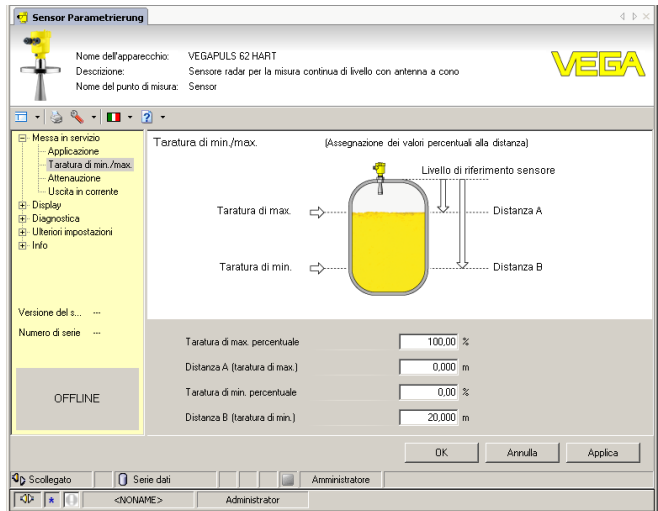 Sensor Parametrierung
Nome dell'apparecchio: VEGAPULS 62 HART
Descrizione: Sensore radar per la misura continua di livello con antenna a cono
Nome del punto di misura: Sensor
VEGA
Messa in servizio
Applicazione
Taratura di min./max.
Attenauzione
Uscita in corrente
Display
Diagnostica
Ulteriori impostazioni
Info
Versione del s... ---
Numero di serie ---
OFFLINE
Taratura di min./max. (Assegnazione dei valori percentuali alla distanza)
Livello di riferimento sensore
Taratura di max. Distanza A
Taratura di min. Distanza B
Taratura di max. percentuale 100,00 %
Distanza A (taratura di max.) 0,000 m
Taratura di min. percentuale 0,00 %
Distanza B (taratura di min.) 20,000 m
OK Annulla Applica
Scollegato Serie dati Amministratore
<NONAME> Administrator